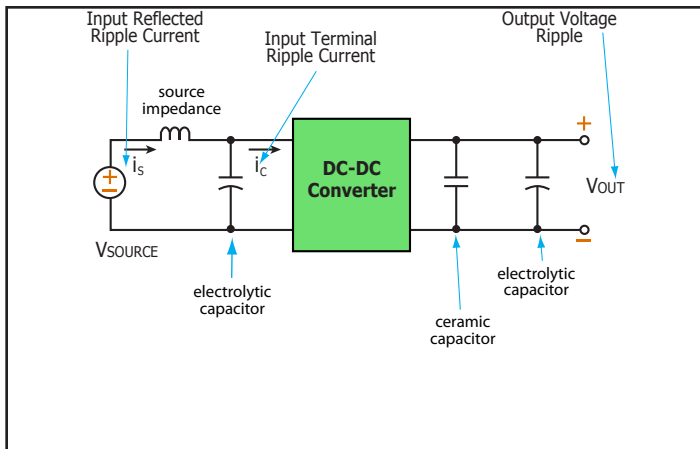 Input Reflected
Ripple Current
Input Terminal
Ripple Current
Output Voltage
Ripple
source
impedance
iS
iC
DC-DC
Converter
+
–
+
–
VOUT
VSOURCE
electrolytic
capacitor
ceramic
capacitor
electrolytic
capacitor